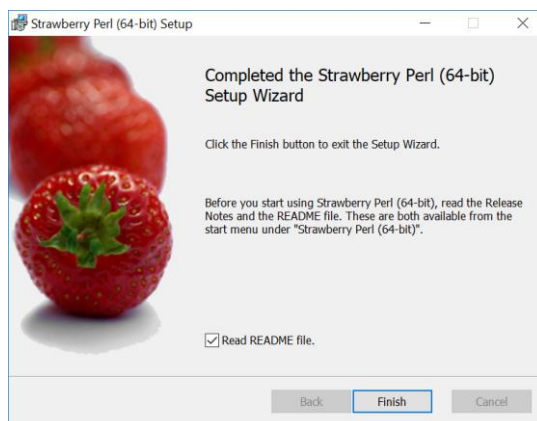 Strawberry Perl (64-bit) Setup
Completed the Strawberry Perl (64-bit)
Setup Wizard
Click the Finish button to exit the Setup Wizard.
Before you start using Strawberry Perl (64-bit), read the Release
Notes and the README file. These are both available from the
start menu under "Strawberry Perl (64-bit)".
Read README file.
Back Finish Cancel